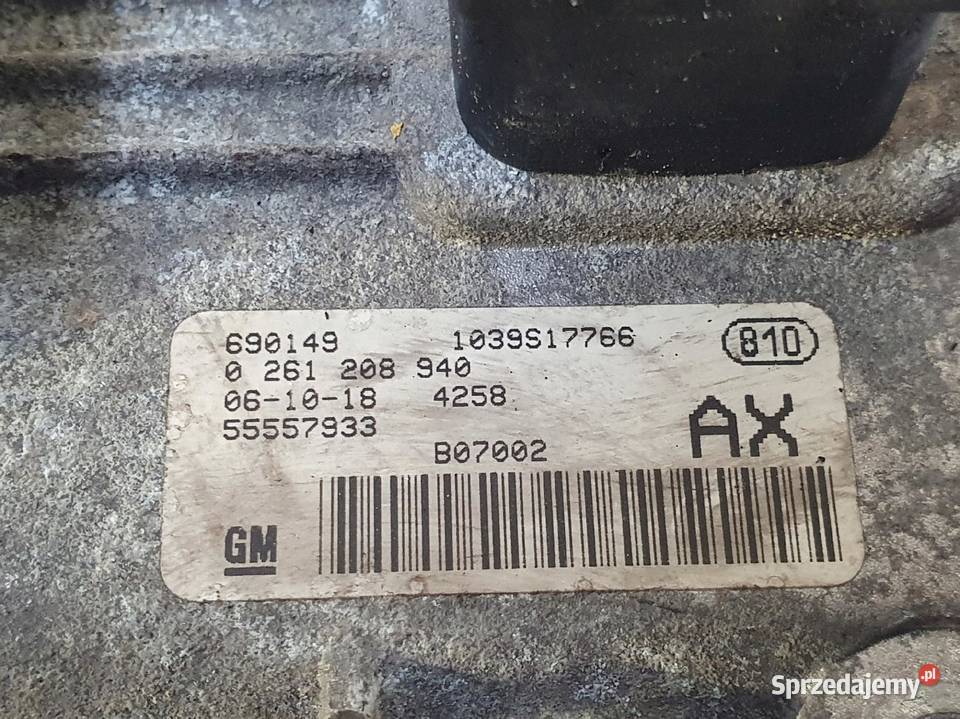 690149 1039S17766 810
0 261 208 940
06-10-18 4258
55557933 AX
B07002
GM
Sprzedajemy.pl